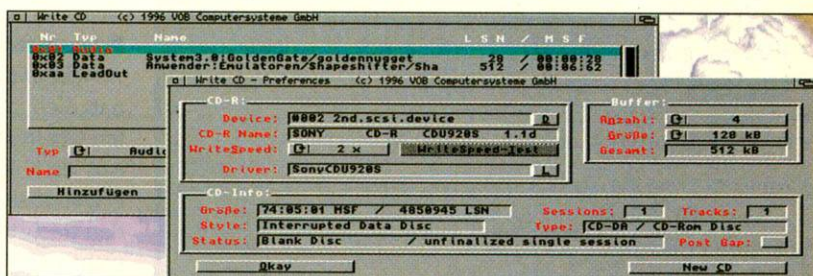 Write CD (c) 1996 VOB Computersysteme GmbH
Nr Typ Name L S N / M S F
0x01 Audio
0x02 Data System3.0:GoldenGate/goldennugget 28 / 00:00:28
0x03 Data Anwender:Emulatoren/Shapeshifter/Sha 512 / 00:06:62
0xaa LeadOut
Typ Audio
Name
Hinzufügen
Write CD - Preferences (c) 1996 VOB Computersysteme GmbH
CD-R:
Device: 0002 2nd.scsi.device D
CD-R Name: SONY CD-R CDU920S 1.1d
WriteSpeed: 2 x WriteSpeed-Test
Driver: SonyCDU920S L
Buffer:
Anzahl: 4
Größe: 128 kB
Gesamt: 512 kB
CD-Info:
Größe: 74:05:01 MSF / 4850945 LSN Sessions: 1 Tracks: 1
Style: Interrupted Data Disc Type: CD-DA / CD-Rom Disc
Status: Blank Disc / unfinalized single session Post Gap:
Okay New CD